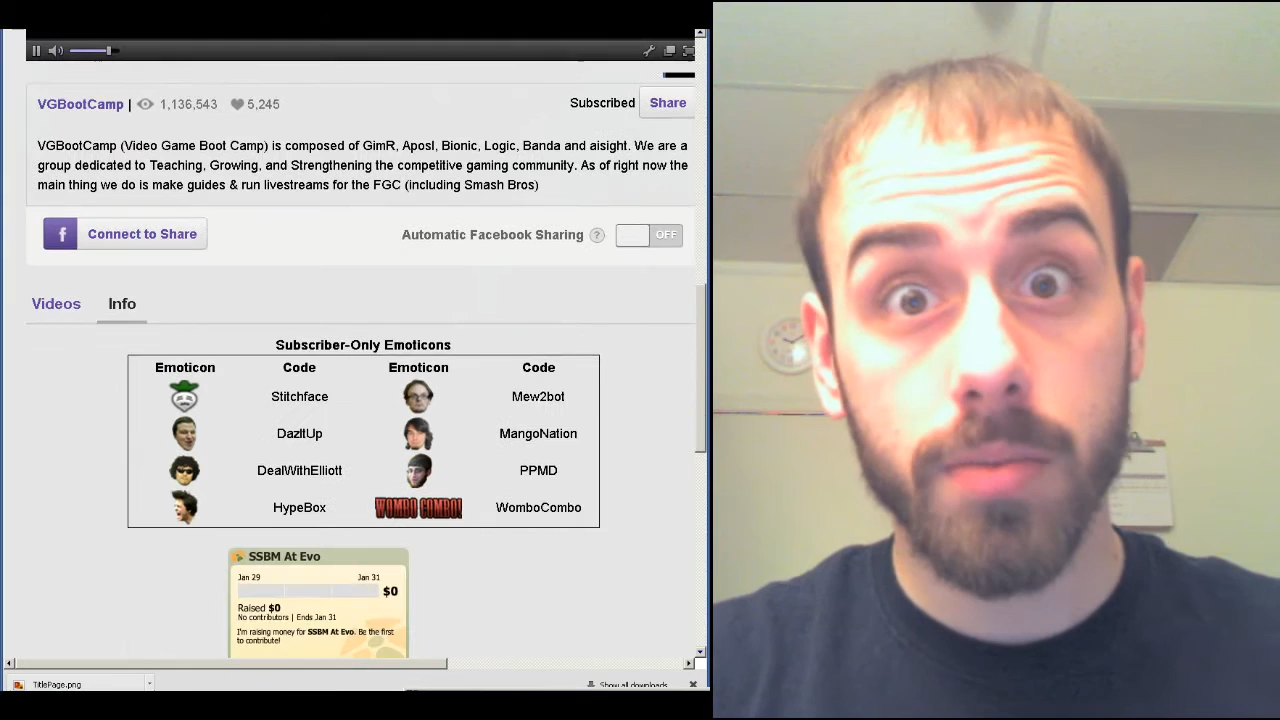 VGBootCamp | 1,136,543 5,245
Subscribed Share
VGBootCamp (Video Game Boot Camp) is composed of GimR, Aposl, Bionic, Logic, Banda and aisight. We are a
group dedicated to Teaching, Growing, and Strengthening the competitive gaming community. As of right now the
main thing we do is make guides & run livestreams for the FGC (including Smash Bros)
f Connect to Share
Automatic Facebook Sharing ? OFF
Videos Info
Subscriber-Only Emoticons
Emoticon Code Emoticon Code
Stitchface Mew2bot
DazItUp MangoNation
DealWithElliott PPMD
HypeBox WOMBO COMBO! WomboCombo
SSBM At Evo
Jan 29 Jan 31
$0
Raised $0
No contributors | Ends Jan 31
I'm raising money for SSBM At Evo. Be the first
to contribute!
TitlePage.png Show all downloads